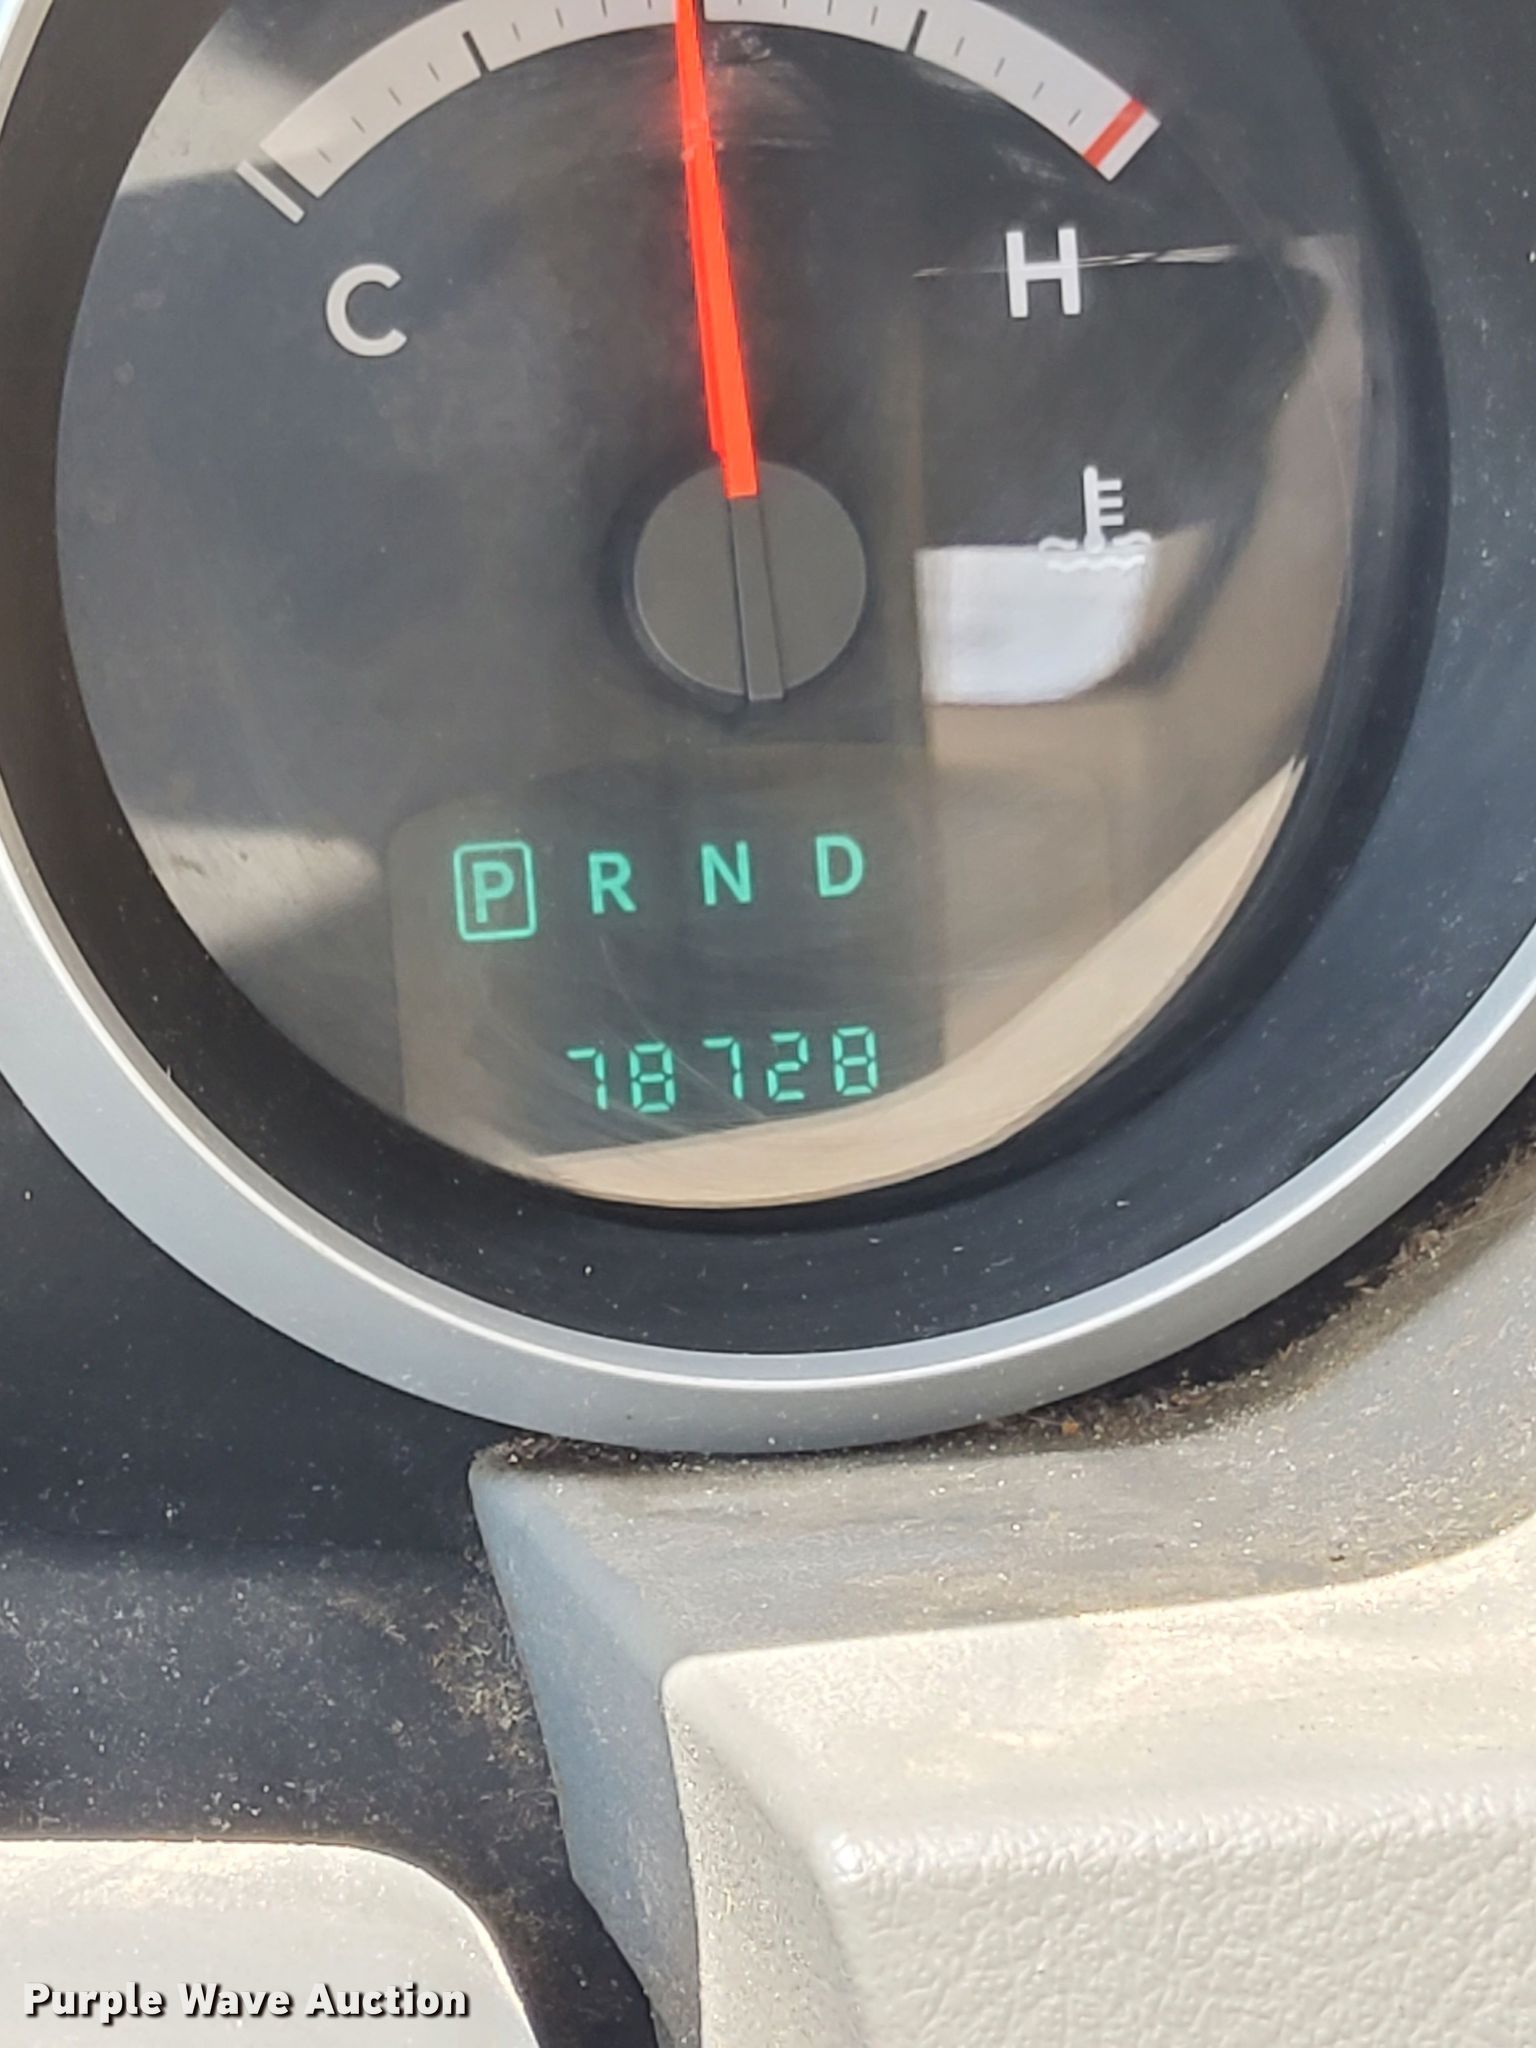 C H
P R N D
78728
Purple Wave Auction